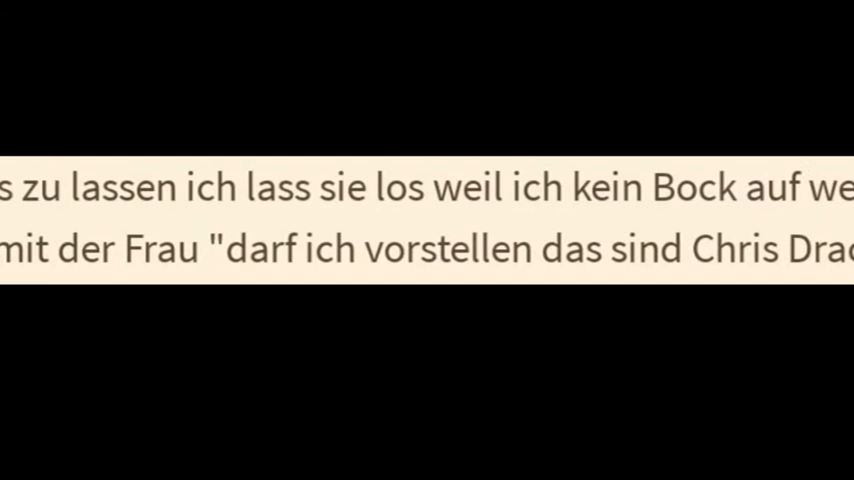 s zu lassen ich lass sie los weil ich kein Bock auf we
mit der Frau "darf ich vorstellen das sind Chris Drac